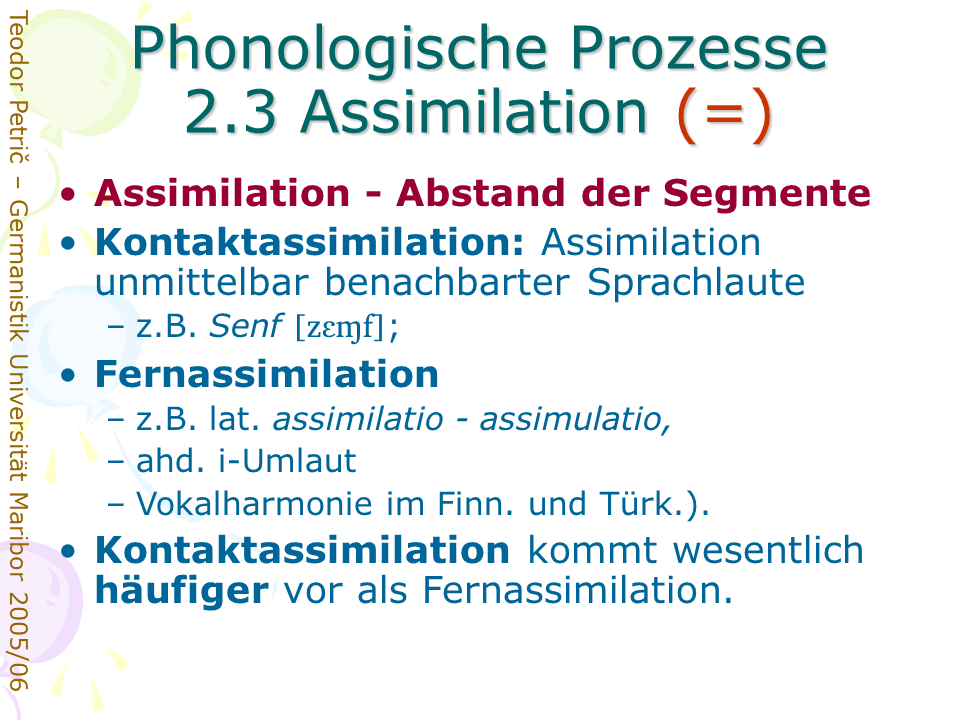 Phonologische Prozesse
2.3 Assimilation (=)
• Assimilation - Abstand der Segmente
• Kontaktassimilation: Assimilation
unmittelbar benachbarter Sprachlaute
– z.B. Senf [zɛɱf];
• Fernassimilation
– z.B. lat. assimilatio - assimulatio,
– ahd. i-Umlaut
– Vokalharmonie im Finn. und Türk.).
• Kontaktassimilation kommt wesentlich
häufiger vor als Fernassimilation.
Teodor Petrič – Germanistik Universität Maribor 2005/06